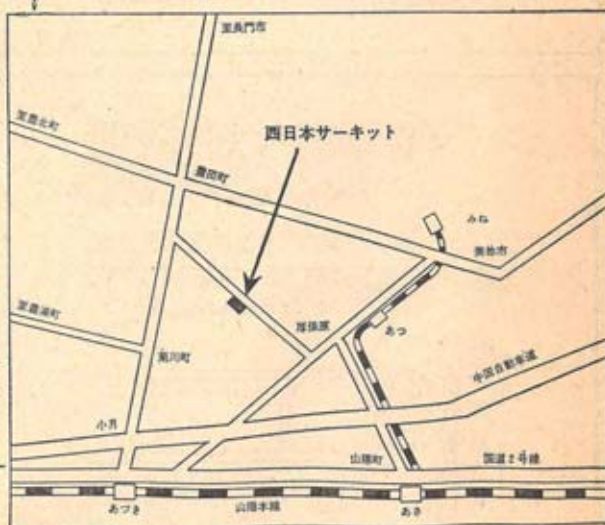 至長門市
至豊北町
西日本サーキット
豊田町
みね
美祢市
至豊浦町
厚保原
あつ
菊川町
中国自動車道
小月
山陽町
国道2号線
あづき
山陽本線
あさ